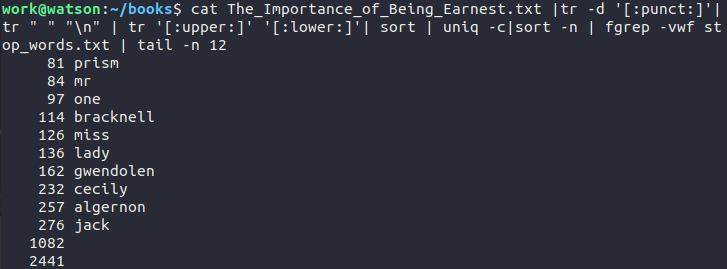 work@watson:~/books$ cat The_Importance_of_Being_Earnest.txt |tr -d '[:punct:]'|
tr " " "\n" | tr '[:upper:]' '[:lower:]'| sort | uniq -c|sort -n | fgrep -vwf st
op_words.txt | tail -n 12
81 prism
84 mr
97 one
114 bracknell
126 miss
136 lady
162 gwendolen
232 cecily
257 algernon
276 jack
1082
2441